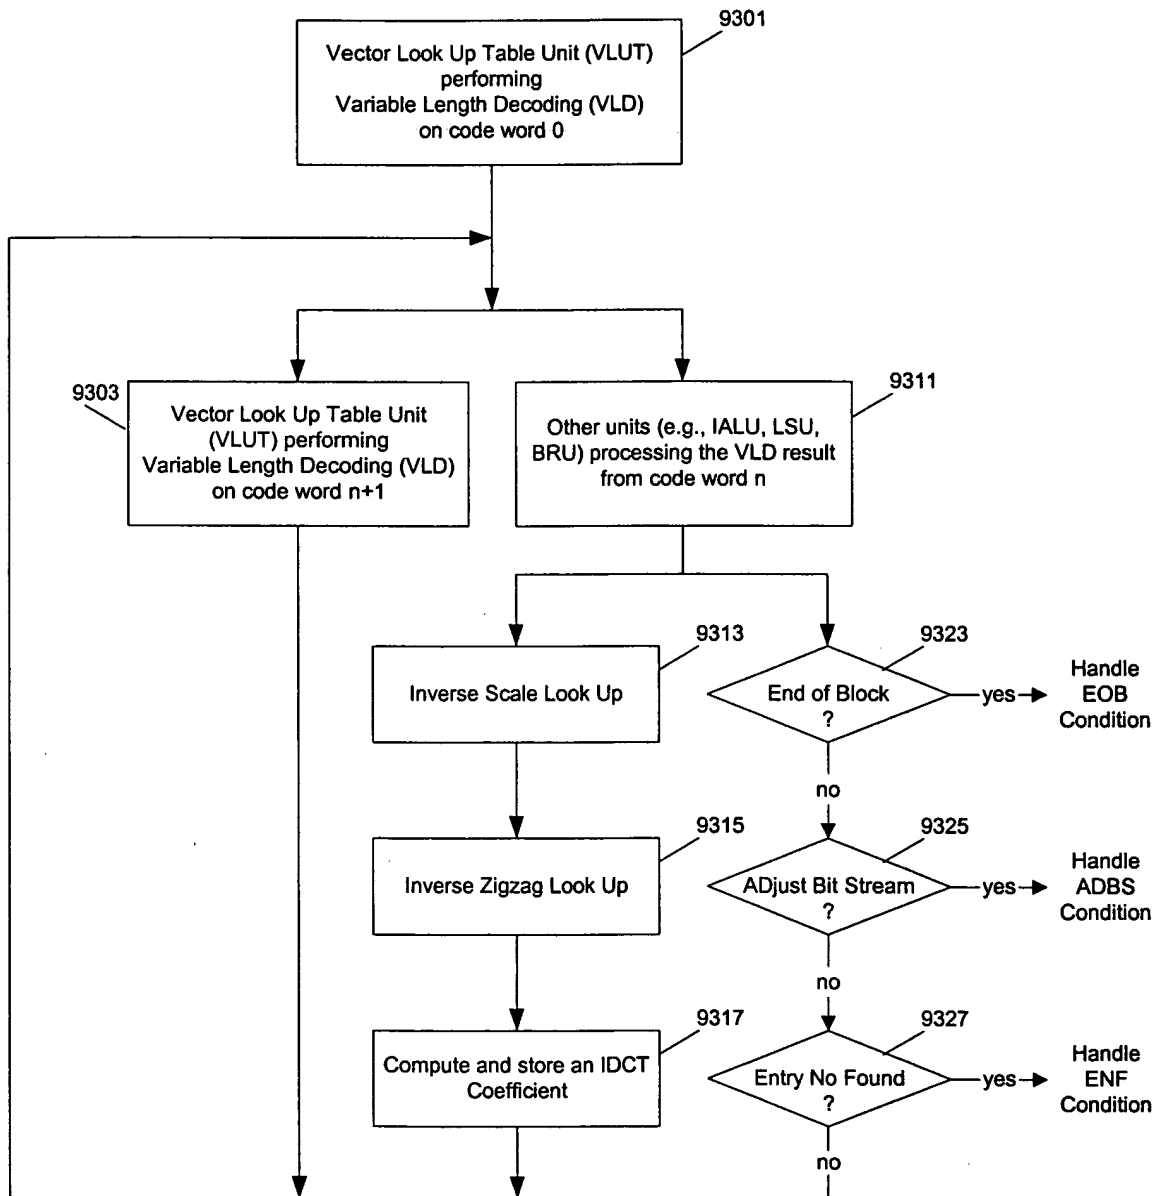 9301
Vector Look Up Table Unit (VLUT)
performing
Variable Length Decoding (VLD)
on code word 0
9303
Vector Look Up Table Unit
(VLUT) performing
Variable Length Decoding (VLD)
on code word n+1
9311
Other units (e.g., IALU, LSU,
BRU) processing the VLD result
from code word n
9313
Inverse Scale Look Up
9323
End of Block
?
yes
Handle
EOB
Condition
no
9315
Inverse Zigzag Look Up
9325
ADjust Bit Stream
?
yes
Handle
ADBS
Condition
no
9317
Compute and store an IDCT
Coefficient
9327
Entry No Found
?
yes
Handle
ENF
Condition
no